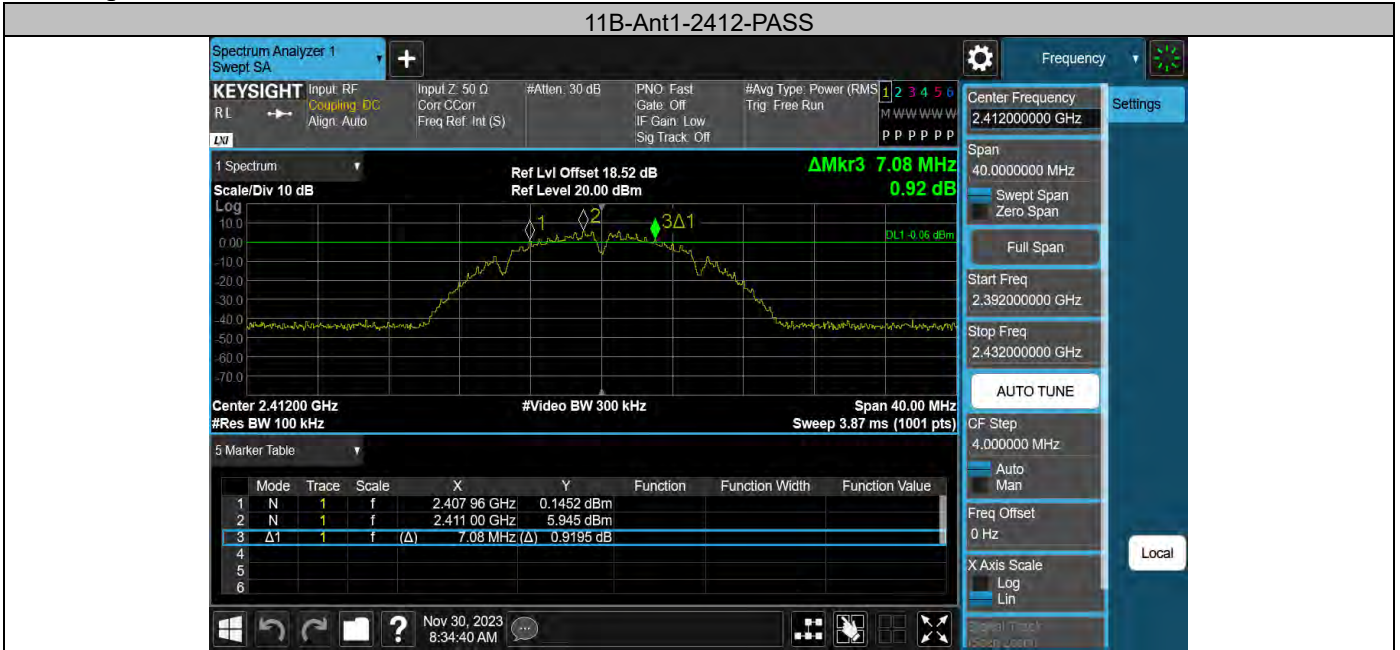 11B-Ant1-2412-PASS
Spectrum Analyzer 1
Swept SA
+
Frequency
KEYSIGHT
RL
LXI
Input: RF
Coupling: DC
Align: Auto
Input Z: 50 Ω
Corr CCorr
Freq Ref: Int (S)
#Atten: 30 dB
PNO: Fast
Gate: Off
IF Gain: Low
Sig Track: Off
#Avg Type: Power (RMS
Trig: Free Run
1 2 3 4 5 6
M W W W W W
P P P P P P
1 Spectrum
Scale/Div 10 dB
Ref Lvl Offset 18.52 dB
Ref Level 20.00 dBm
ΔMkr3 7.08 MHz
0.92 dB
Log
10.0
0.00
-10.0
-20.0
-30.0
-40.0
-50.0
-60.0
-70.0
1
2
3Δ1
DL1 -0.06 dBm
Center 2.41200 GHz
#Video BW 300 kHz
Span 40.00 MHz
#Res BW 100 kHz
Sweep 3.87 ms (1001 pts)
5 Marker Table
Mode Trace Scale X Y Function Function Width Function Value
1 N 1 f 2.407 96 GHz 0.1452 dBm
2 N 1 f 2.411 00 GHz 5.945 dBm
3 Δ1 1 f (Δ) 7.08 MHz (Δ) 0.9195 dB
4
5
6
?
Nov 30, 2023
8:34:40 AM
Center Frequency
2.412000000 GHz
Settings
Span
40.0000000 MHz
Swept Span
Zero Span
Full Span
Start Freq
2.392000000 GHz
Stop Freq
2.432000000 GHz
AUTO TUNE
CF Step
4.000000 MHz
Auto
Man
Freq Offset
0 Hz
X Axis Scale
Log
Lin
Local
Signal Track
(Span Zoom)